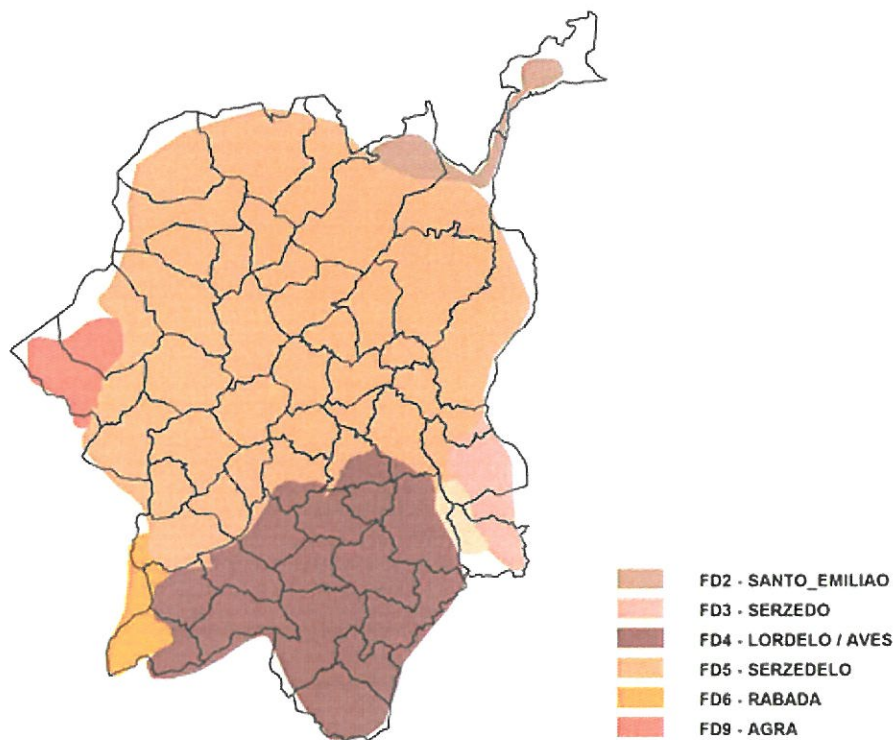 FD2 - SANTO_EMILIAO
FD3 - SERZEDO
FD4 - LORDELO / AVES
FD5 - SERZEDELO
FD6 - RABADA
FD9 - AGRA